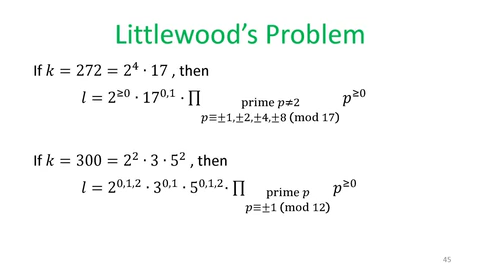 Littlewood's Problem
If k = 272 = 2⁴ · 17 , then
l = 2^{≥0} · 17^{0,1} · ∏_{prime p≠2, p≡±1,±2,±4,±8 (mod 17)} p^{≥0}
If k = 300 = 2² · 3 · 5² , then
l = 2^{0,1,2} · 3^{0,1} · 5^{0,1,2} · ∏_{prime p, p≡±1 (mod 12)} p^{≥0}
45